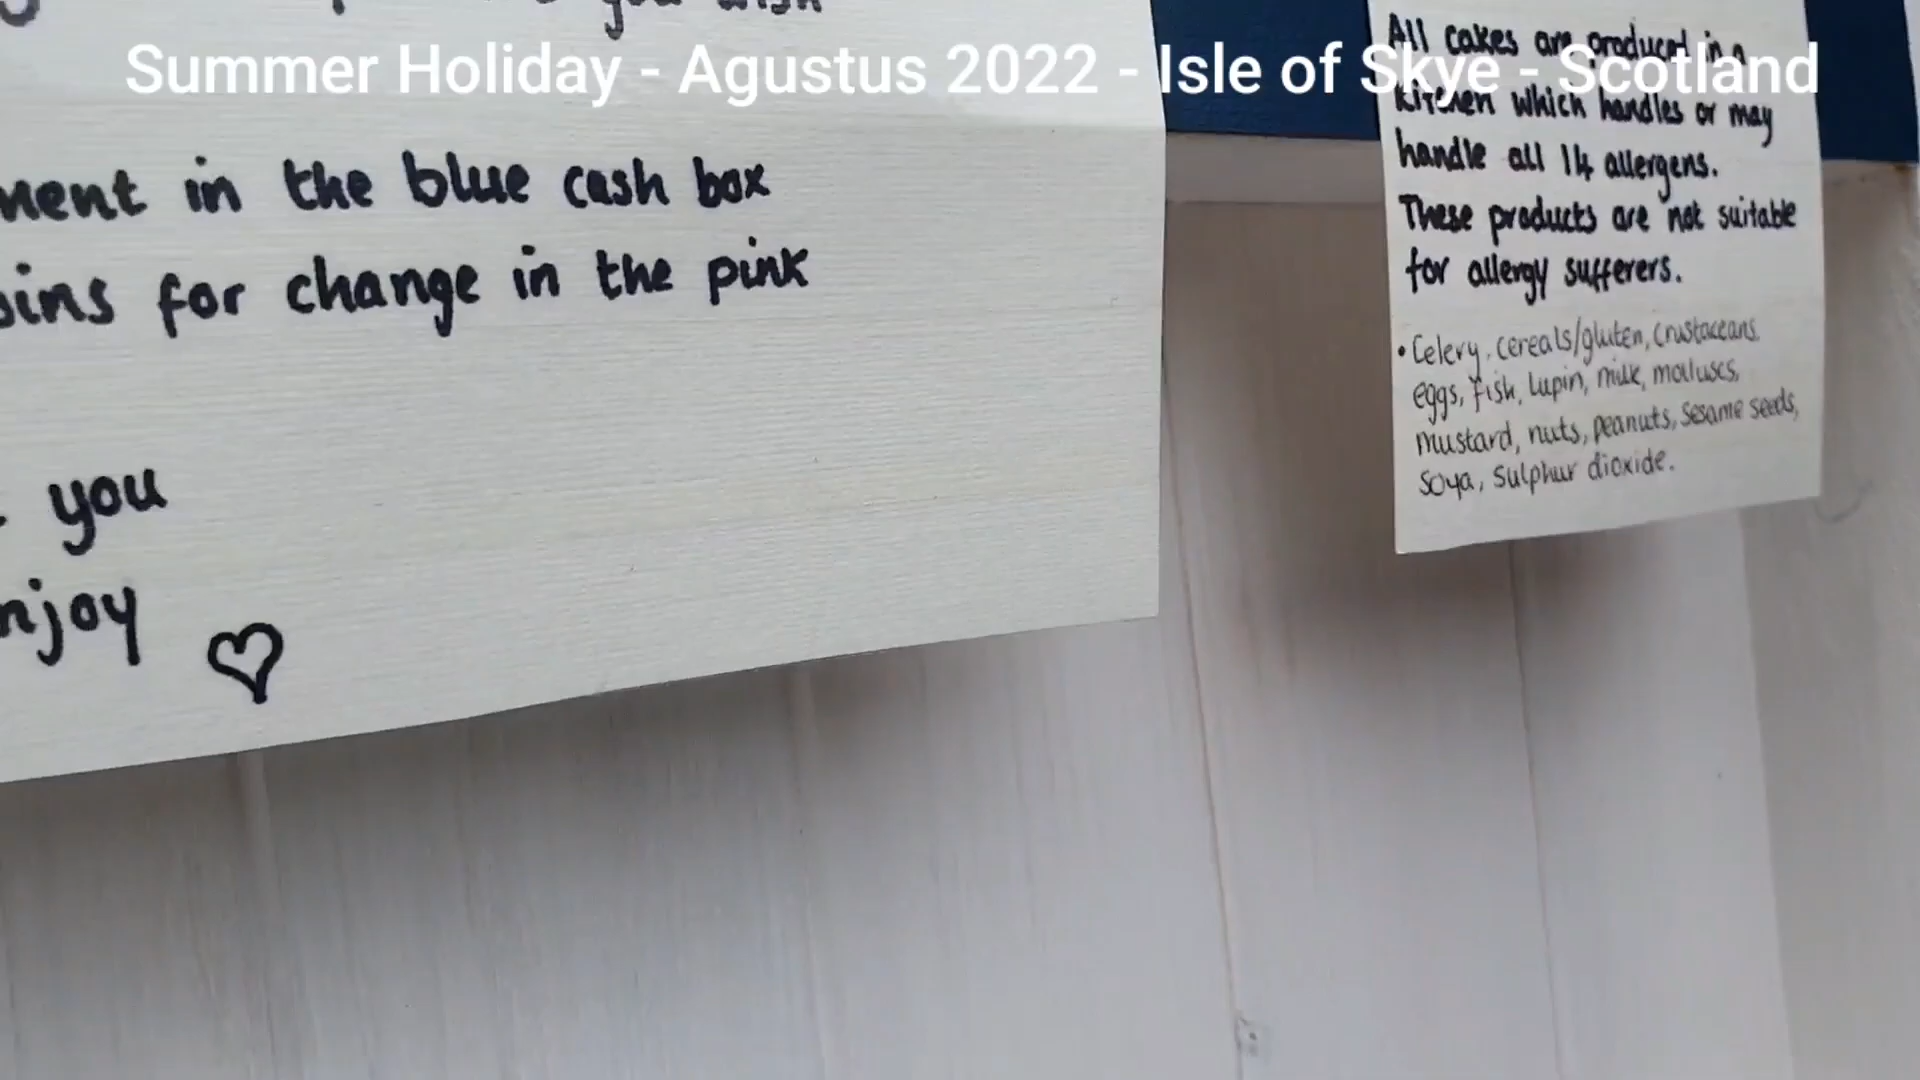 Summer Holiday - Agustus 2022 - Isle of Skye - Scotland
you wish
in the blue cash box
for change in the pink
you
♡
All cakes are produced in a
kitchen which handles or may
handle all 14 allergens.
These products are not suitable
for allergy sufferers.
• Celery, cereals/gluten, crustaceans,
eggs, fish, lupin, milk, molluscs,
mustard, nuts, peanuts, sesame seeds,
soya, sulphur dioxide.